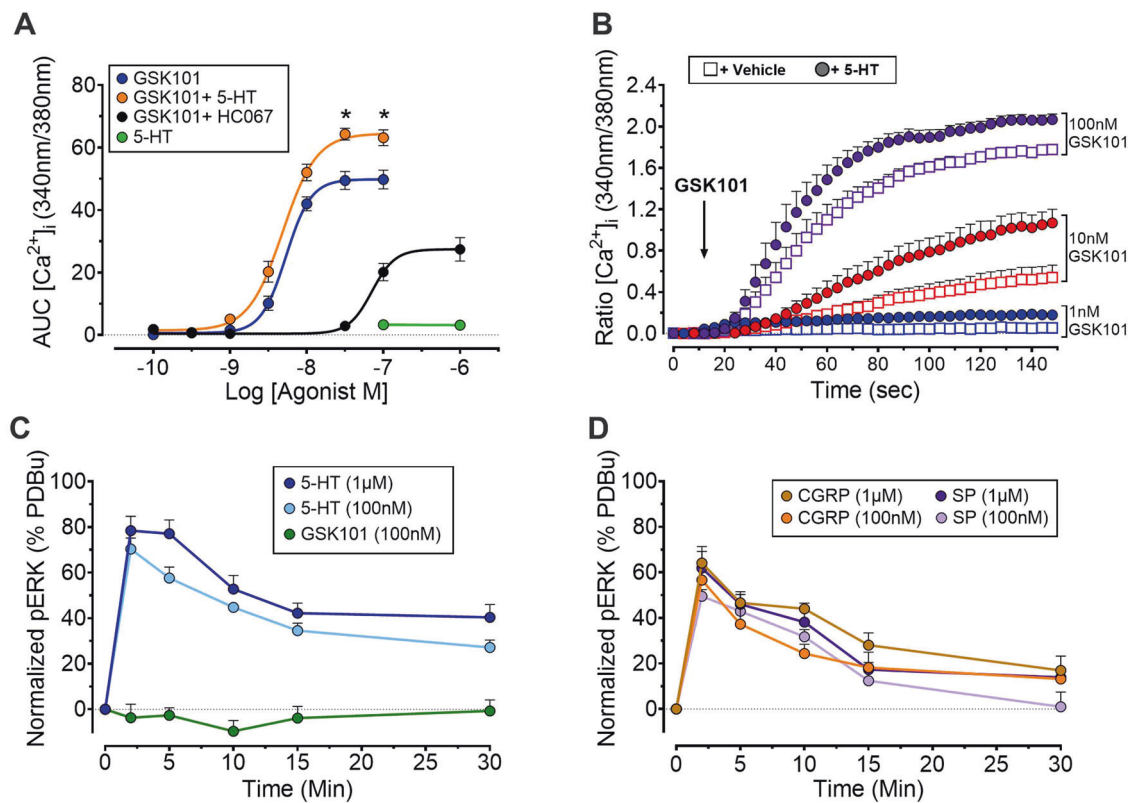 A
AUC [Ca²⁺]ᵢ (340nm/380nm)
80
60
40
20
0
GSK101
GSK101+ 5-HT
GSK101+ HC067
5-HT
* *
-10 -9 -8 -7 -6
Log [Agonist M]
B
Ratio [Ca²⁺]ᵢ (340nm/380nm)
+ Vehicle + 5-HT
2.4
2.0
1.6
1.2
0.8
0.4
0.0
GSK101
100nM
GSK101
10nM
GSK101
1nM
GSK101
0 20 40 60 80 100 120 140
Time (sec)
C
Normalized pERK (% PDBu)
100
80
60
40
20
0
5-HT (1µM)
5-HT (100nM)
GSK101 (100nM)
0 5 10 15 20 25 30
Time (Min)
D
Normalized pERK (% PDBu)
100
80
60
40
20
0
CGRP (1µM) SP (1µM)
CGRP (100nM) SP (100nM)
0 5 10 15 20 25 30
Time (Min)